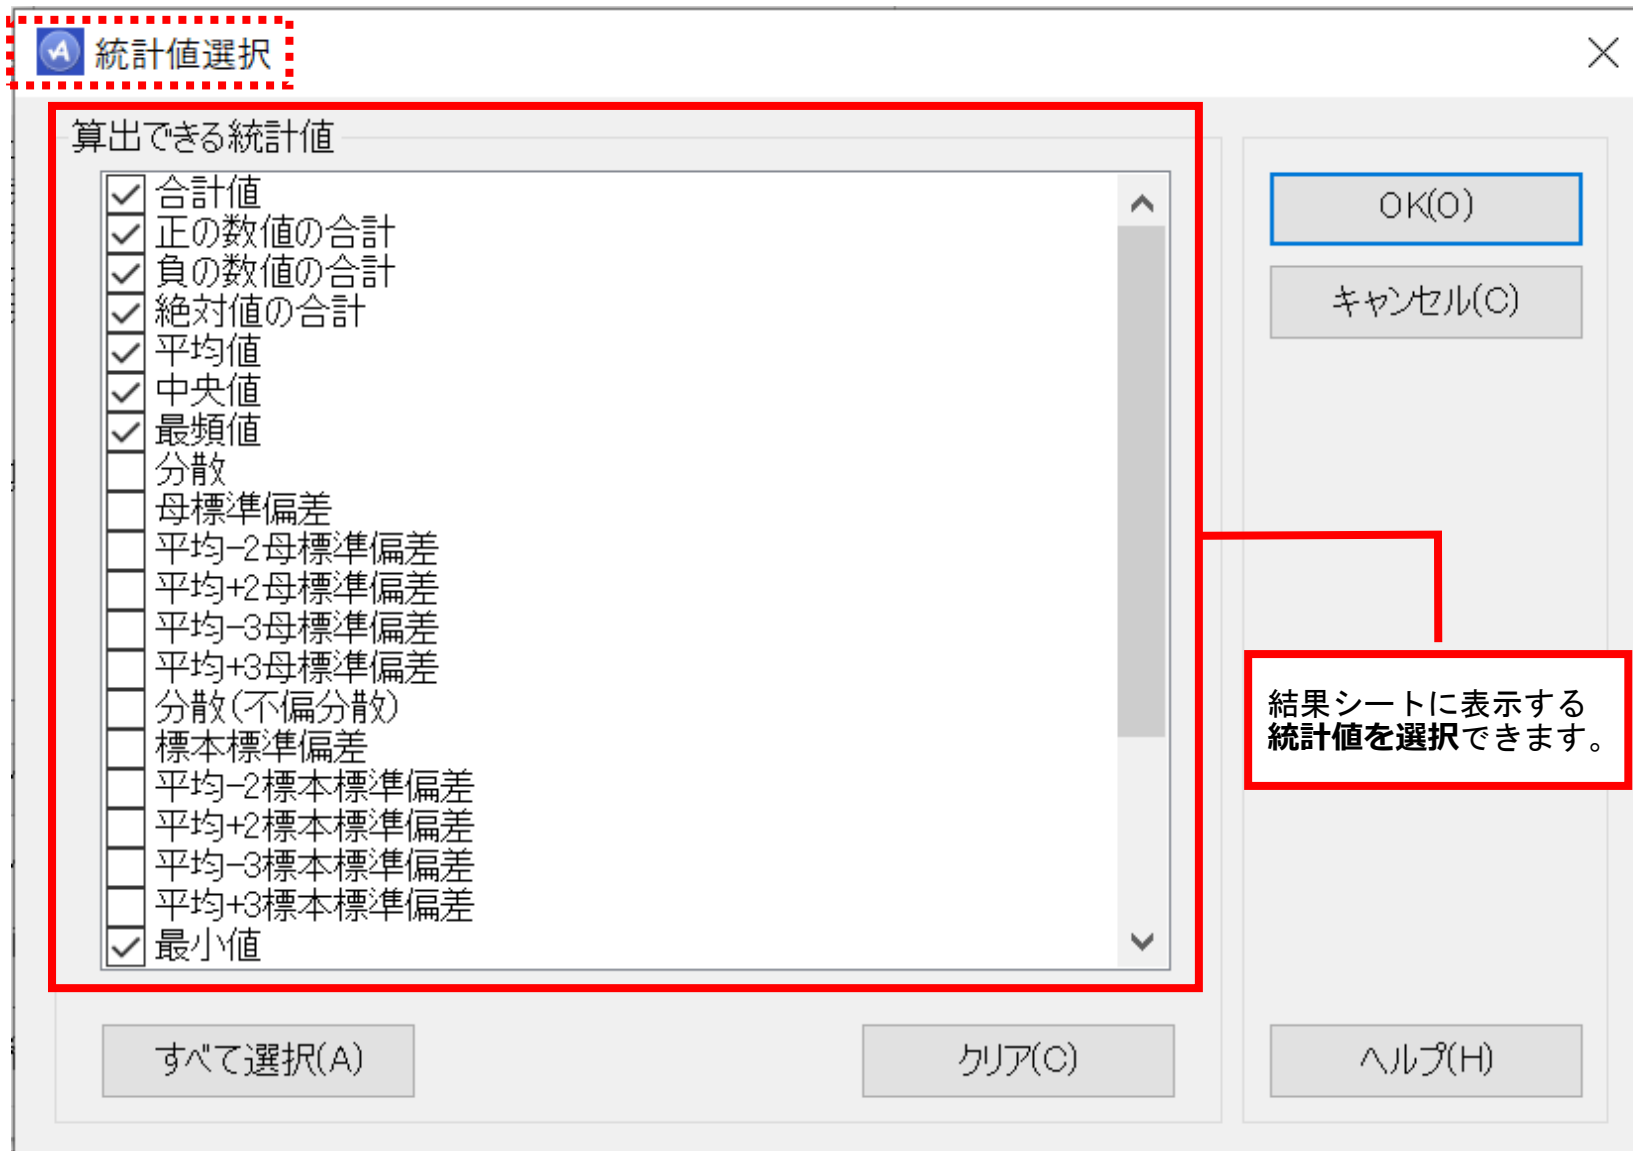 統計値選択
算出できる統計値
合計値
正の数値の合計
負の数値の合計
絶対値の合計
平均値
中央値
最頻値
分散
母標準偏差
平均-2母標準偏差
平均+2母標準偏差
平均-3母標準偏差
平均+3母標準偏差
分散(不偏分散)
標本標準偏差
平均-2標本標準偏差
平均+2標本標準偏差
平均-3標本標準偏差
平均+3標本標準偏差
最小値
すべて選択(A)
クリア(C)
OK(O)
キャンセル(C)
結果シートに表示する
統計値を選択できます。
ヘルプ(H)